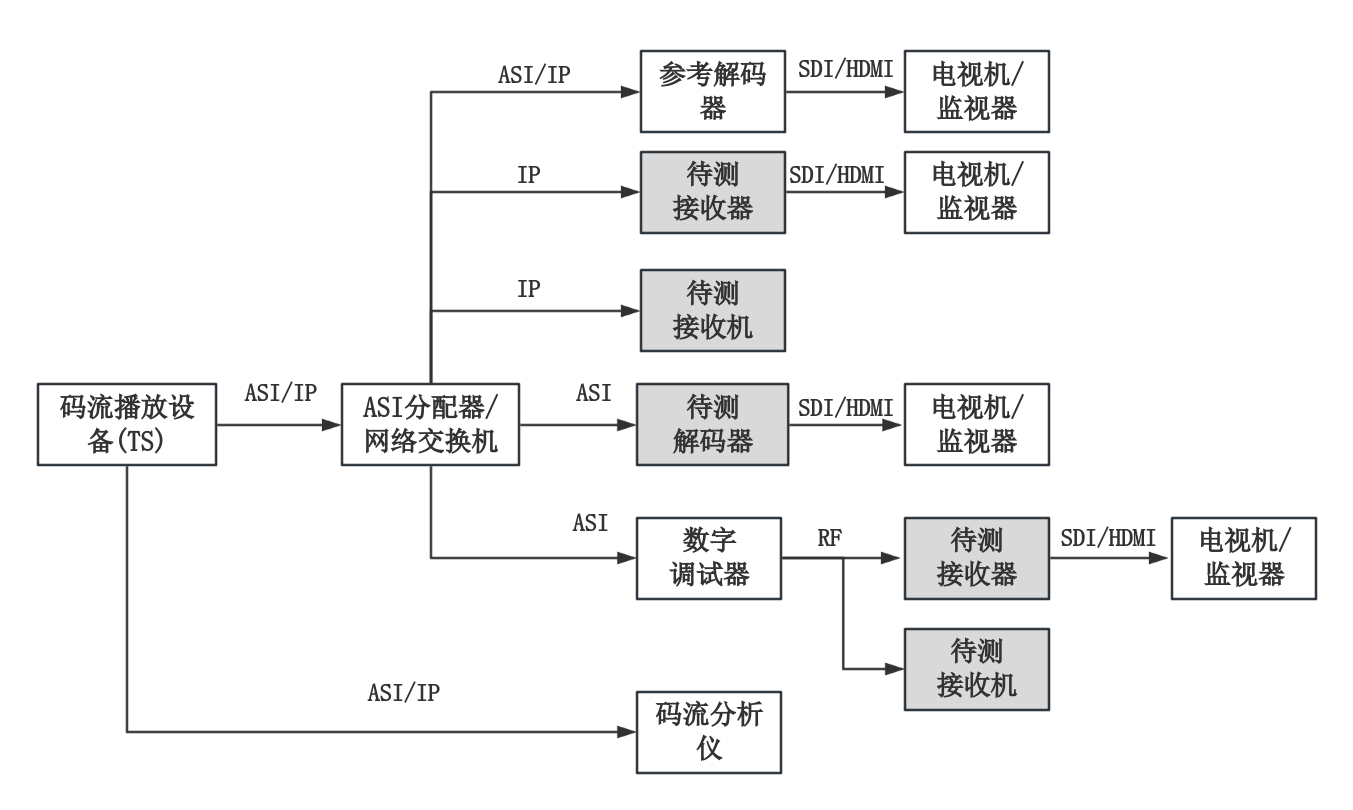 ASI/IP
参考解码
器
SDI/HDMI
电视机/
监视器
IP
待测
接收器
SDI/HDMI
电视机/
监视器
IP
待测
接收机
码流播放设
备(TS)
ASI/IP
ASI分配器/
网络交换机
ASI
待测
解码器
SDI/HDMI
电视机/
监视器
ASI
数字
调试器
RF
待测
接收器
SDI/HDMI
电视机/
监视器
待测
接收机
ASI/IP
码流分析
仪